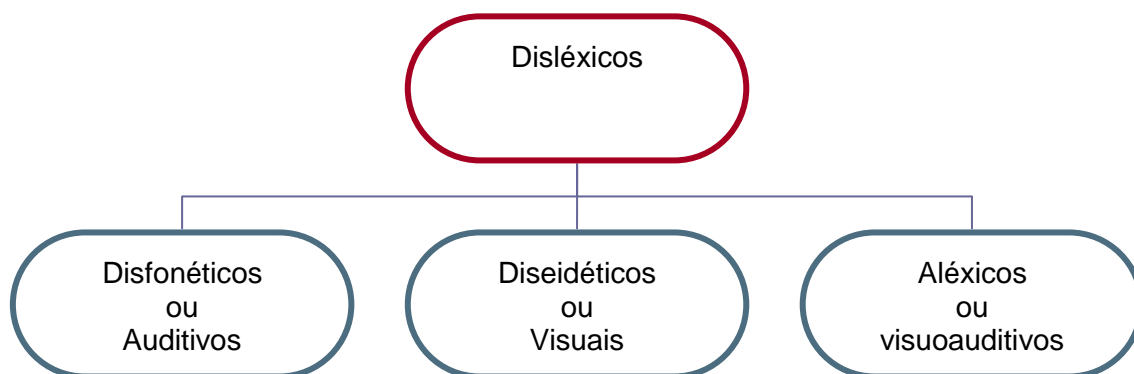 Disléxicos
Disfonéticos
ou
Auditivos
Diseidéticos
ou
Visuais
Aléxicos
ou
visuoauditivos